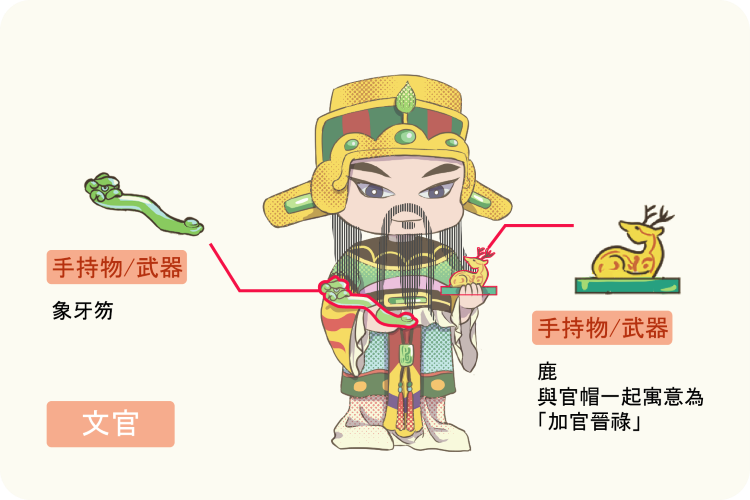 手持物/武器
象牙笏
文官
手持物/武器
鹿
與官帽一起寓意為
「加官晉祿」